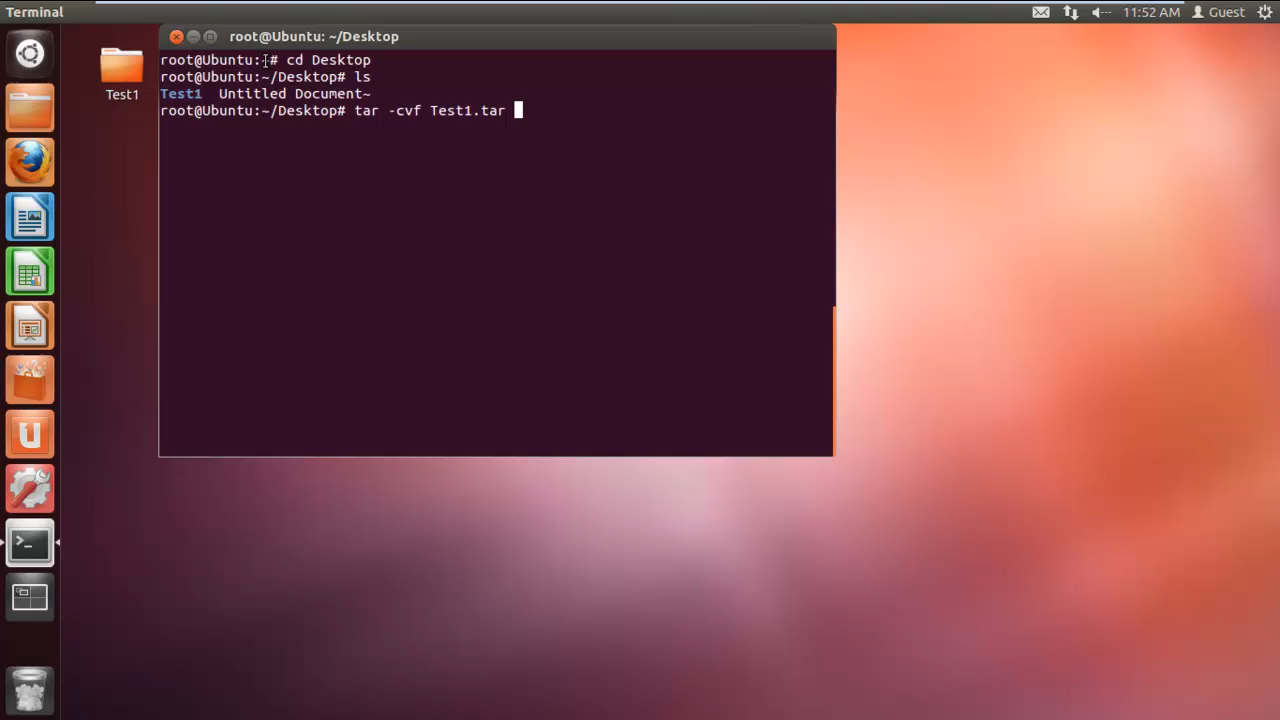 Terminal
11:52 AM
Guest
root@Ubuntu: ~/Desktop
root@Ubuntu:~# cd Desktop
root@Ubuntu:~/Desktop# ls
Test1  Untitled Document~
root@Ubuntu:~/Desktop# tar -cvf Test1.tar
Test1